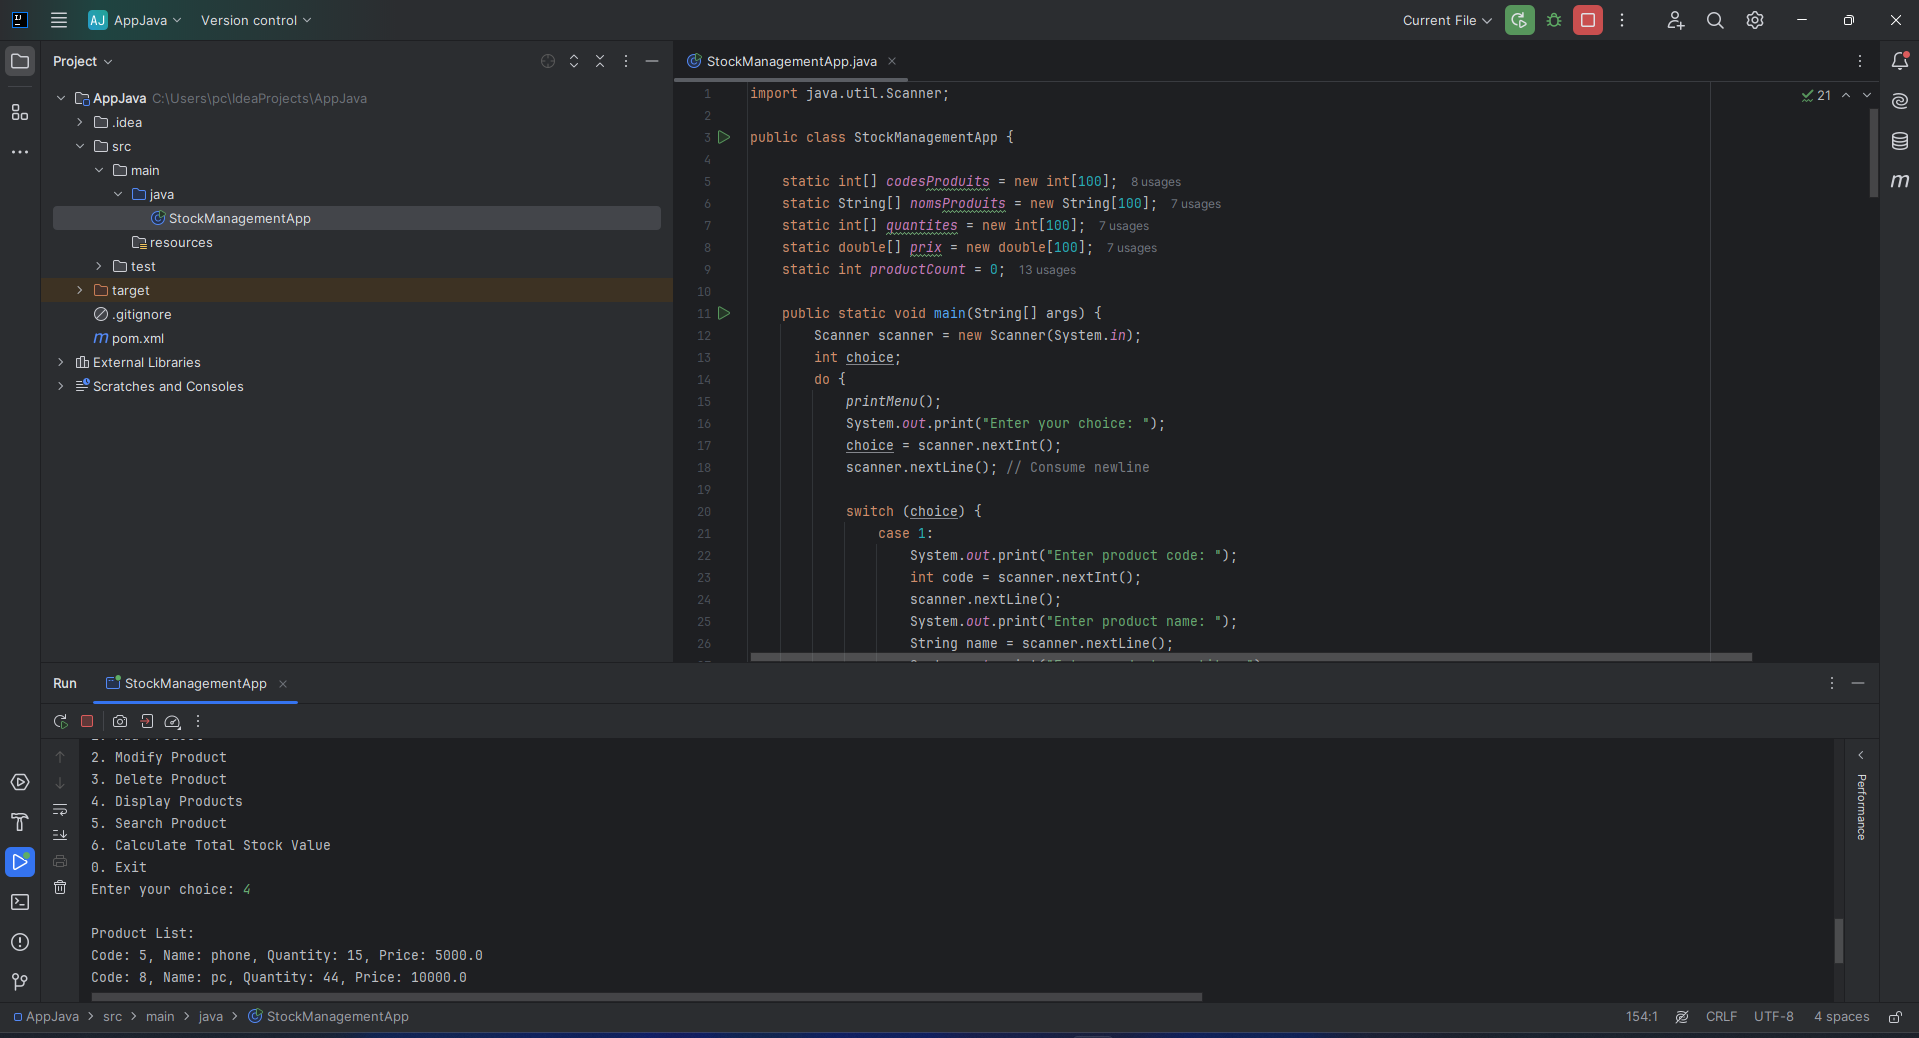 AJ AppJava Version control Current File
Project
StockManagementApp.java
AppJava C:\Users\pc\IdeaProjects\AppJava
.idea
src
main
java
StockManagementApp
resources
test
target
.gitignore
m pom.xml
External Libraries
Scratches and Consoles
21
1 import java.util.Scanner;
2
3 public class StockManagementApp {
4
5 static int[] codesProduits = new int[100]; 8 usages
6 static String[] nomsProduits = new String[100]; 7 usages
7 static int[] quantites = new int[100]; 7 usages
8 static double[] prix = new double[100]; 7 usages
9 static int productCount = 0; 13 usages
10
11 public static void main(String[] args) {
12 Scanner scanner = new Scanner(System.in);
13 int choice;
14 do {
15 printMenu();
16 System.out.print("Enter your choice: ");
17 choice = scanner.nextInt();
18 scanner.nextLine(); // Consume newline
19
20 switch (choice) {
21 case 1:
22 System.out.print("Enter product code: ");
23 int code = scanner.nextInt();
24 scanner.nextLine();
25 System.out.print("Enter product name: ");
26 String name = scanner.nextLine();
m
Run StockManagementApp
2. Modify Product
3. Delete Product
4. Display Products
5. Search Product
6. Calculate Total Stock Value
0. Exit
Enter your choice: 4
Product List:
Code: 5, Name: phone, Quantity: 15, Price: 5000.0
Code: 8, Name: pc, Quantity: 44, Price: 10000.0
Performance
AppJava > src > main > java > StockManagementApp
154:1 CRLF UTF-8 4 spaces